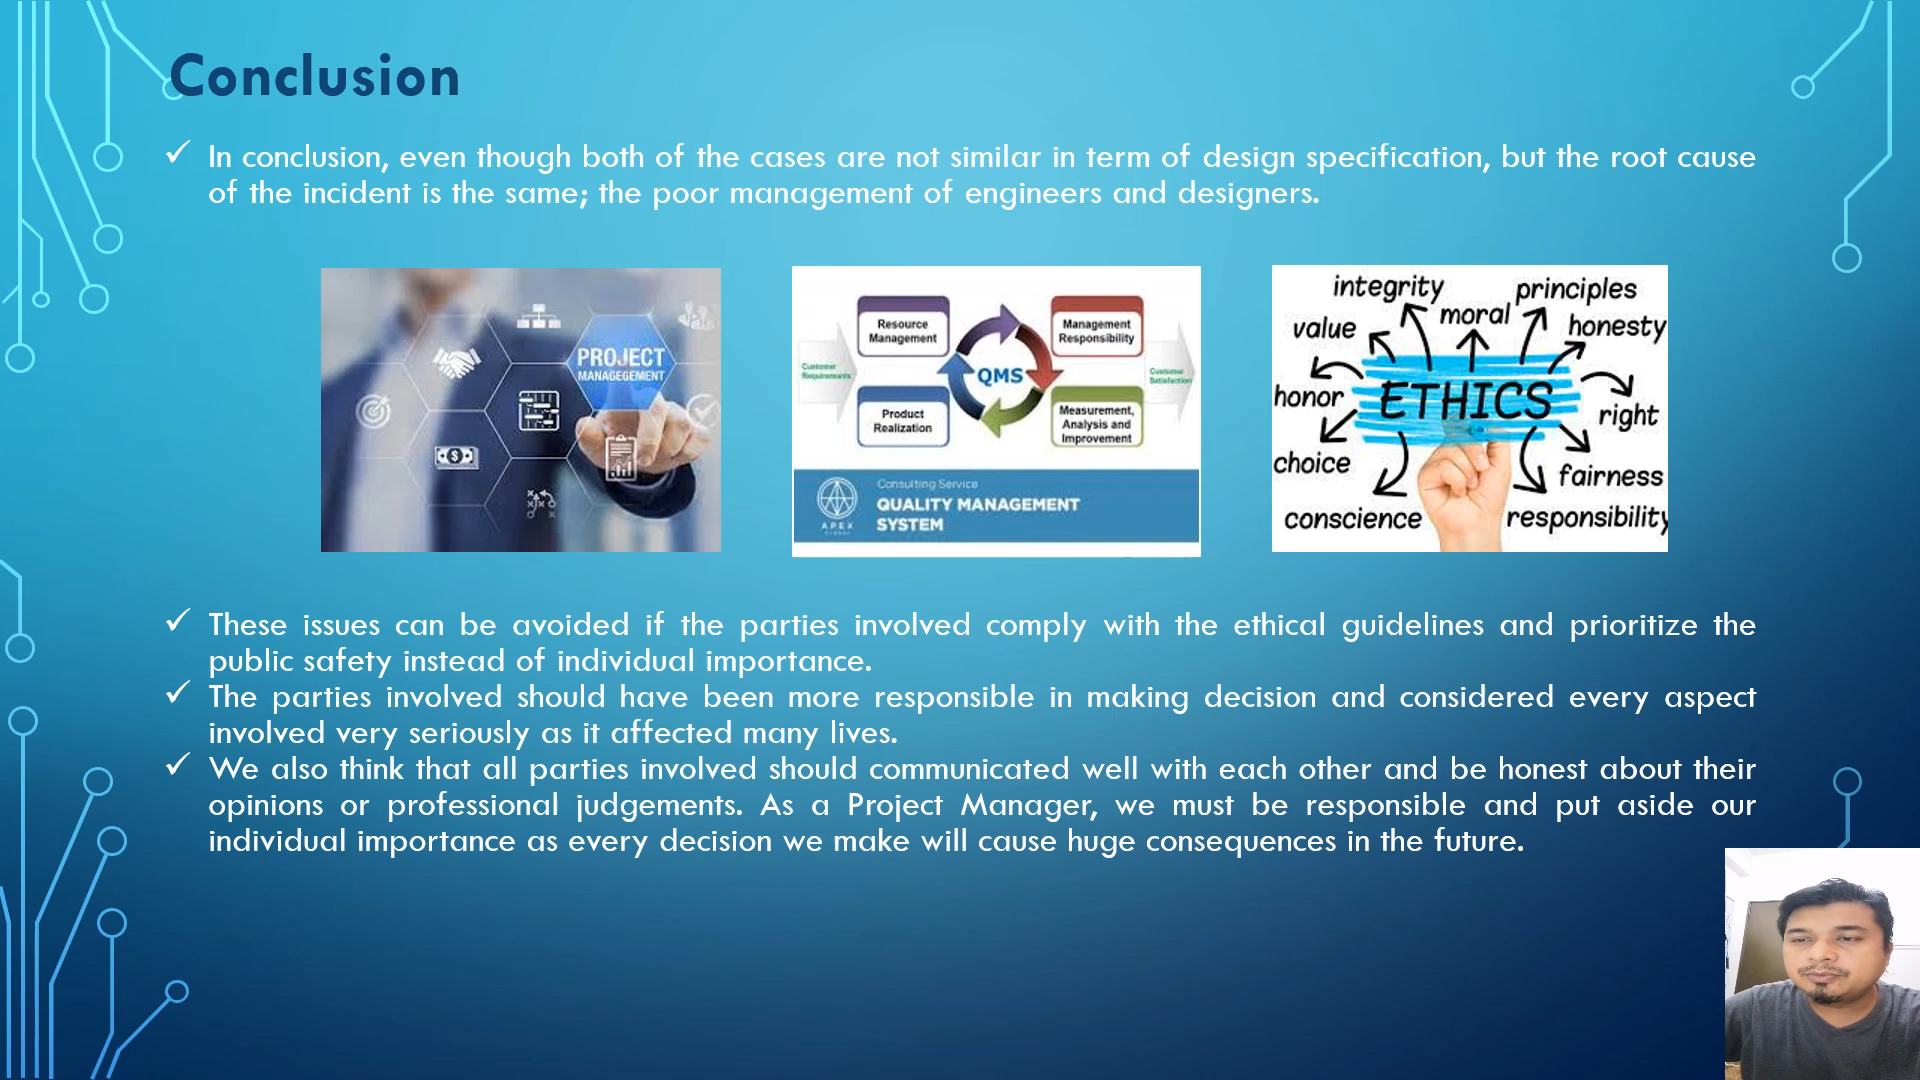 Conclusion
✓ In conclusion, even though both of the cases are not similar in term of design specification, but the root cause
of the incident is the same; the poor management of engineers and designers.
PROJECT
MANAGEGEMENT
Resource
Management
Management
Responsibility
Customer
Requirements
QMS
Customer
Satisfaction
Product
Realization
Measurement,
Analysis and
Improvement
Consulting Service
QUALITY MANAGEMENT
SYSTEM
APEX
GLOBAL
integrity
principles
value
moral
honesty
honor
ETHICS
right
choice
fairness
conscience
responsibility
✓ These issues can be avoided if the parties involved comply with the ethical guidelines and prioritize the
public safety instead of individual importance.
✓ The parties involved should have been more responsible in making decision and considered every aspect
involved very seriously as it affected many lives.
✓ We also think that all parties involved should communicated well with each other and be honest about their
opinions or professional judgements. As a Project Manager, we must be responsible and put aside our
individual importance as every decision we make will cause huge consequences in the future.